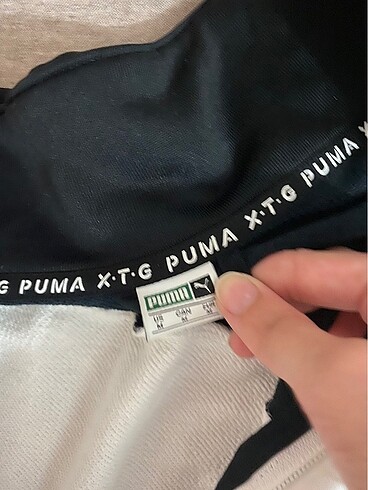 G PUMA X·T·G PUMA X·T·G PUMA X
PUMA
US CAN EUR
M M M